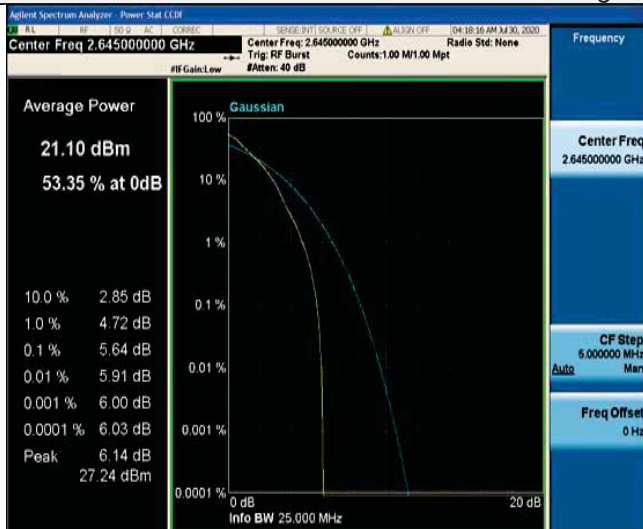 Agilent Spectrum Analyzer - Power Stat CCDF
RL RF 50 Ω AC CORREC SENSE:INT SOURCE OFF ALIGN OFF 04:18:16 AM Jul 30, 2020
Center Freq 2.645000000 GHz
Center Freq: 2.645000000 GHz Radio Std: None
Trig: RF Burst Counts:1.00 M/1.00 Mpt
#IFGain:Low #Atten: 40 dB
Frequency
Average Power
21.10 dBm
53.35 % at 0dB
10.0 % 2.85 dB
1.0 % 4.72 dB
0.1 % 5.64 dB
0.01 % 5.91 dB
0.001 % 6.00 dB
0.0001 % 6.03 dB
Peak 6.14 dB
27.24 dBm
Gaussian
100 %
10 %
1 %
0.1 %
0.01 %
0.001 %
0.0001 %
0 dB 20 dB
Info BW 25.000 MHz
Center Freq
2.645000000 GHz
CF Step
5.000000 MHz
Auto Man
Freq Offset
0 Hz